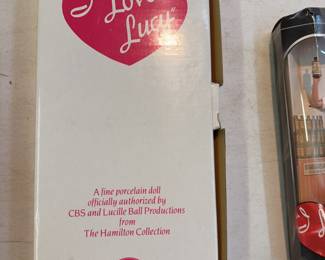 I Love
Lucy"
A fine porcelain doll
officially authorized by
CBS and Lucille Ball Productions
from
The Hamilton Collection
I